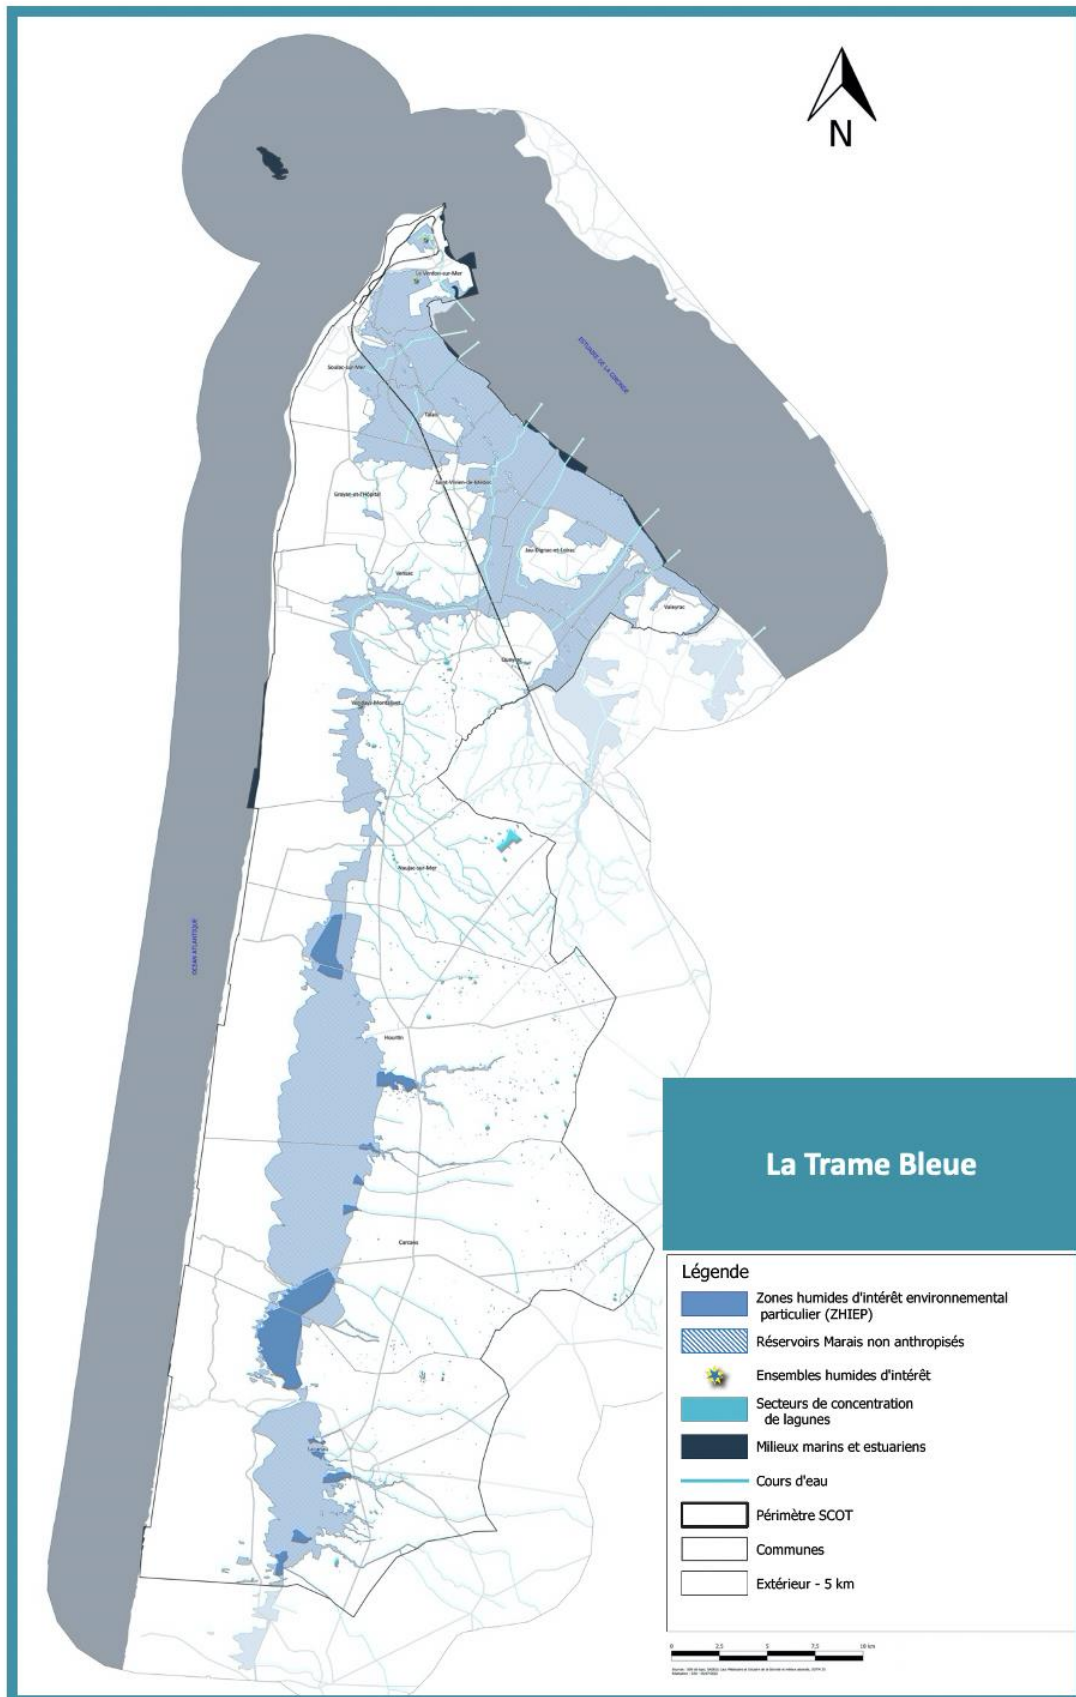 N
Le Verdon-sur-Mer
ESTUAIRE DE LA GIRONDE
Soulac-sur-Mer
Talais
Saint-Vivien-de-Médoc
Grayan-et-l'Hôpital
Jau-Dignac-et-Loirac
Vensac
Valeyrac
Queyrac
Vendays-Montalivet
Naujac-sur-Mer
OCEAN ATLANTIQUE
Hourtin
Carcans
Lacanau
La Trame Bleue
Légende
Zones humides d'intérêt environnemental
particulier (ZHIEP)
Réservoirs Marais non anthropisés
Ensembles humides d'intérêt
Secteurs de concentration
de lagunes
Milieux marins et estuariens
Cours d'eau
Périmètre SCOT
Communes
Extérieur - 5 km
0 2,5 5 7,5 10 km